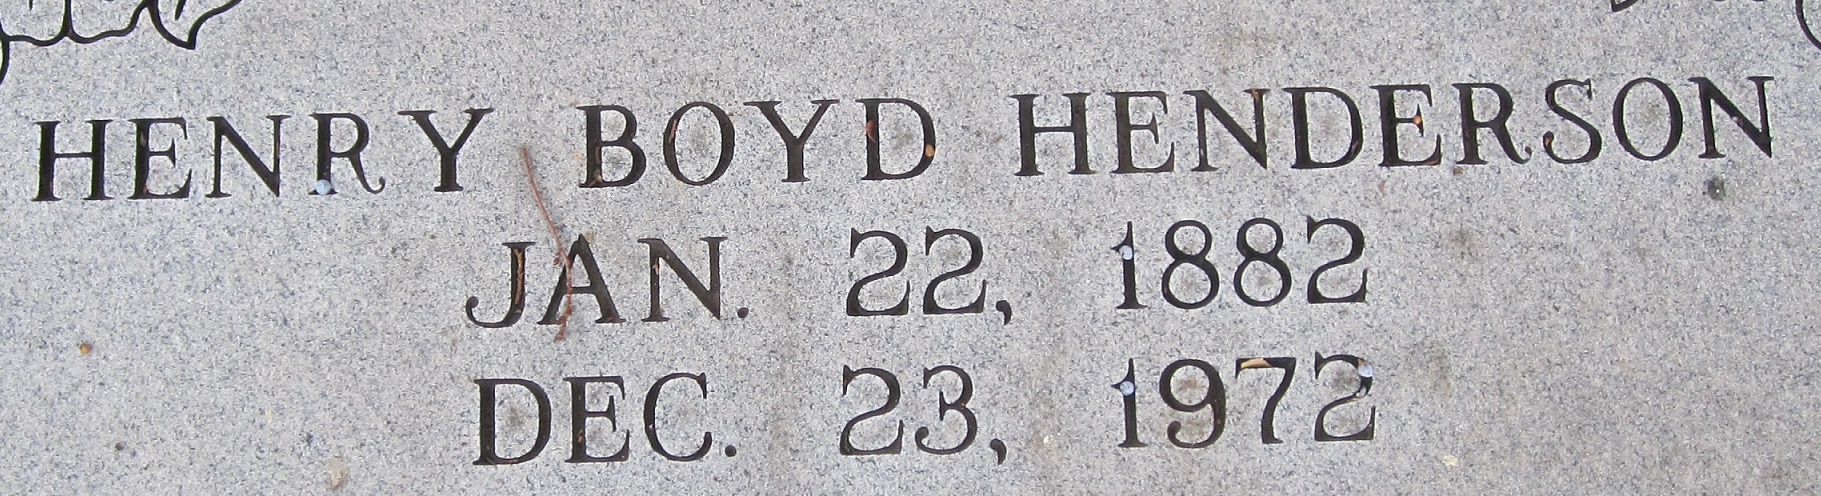 HENRY BOYD HENDERSON
JAN. 22, 1882
DEC. 23, 1972